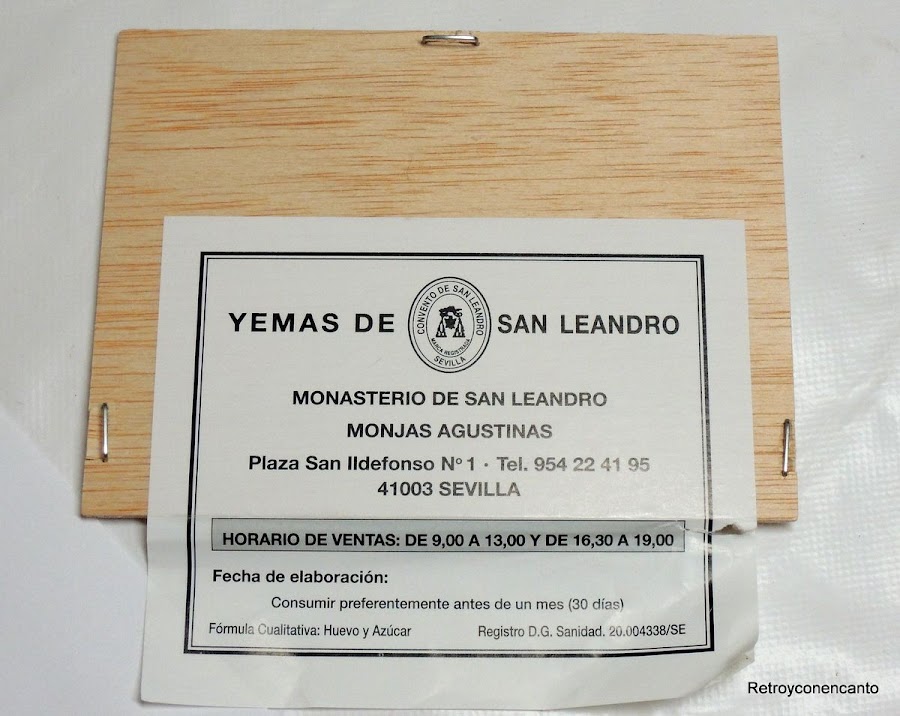 YEMAS DE SAN LEANDRO
CONVENTO DE SAN LEANDRO
MARCA REGISTRADA
SEVILLA
MONASTERIO DE SAN LEANDRO
MONJAS AGUSTINAS
Plaza San Ildefonso Nº 1 · Tel. 954 22 41 95
41003 SEVILLA
HORARIO DE VENTAS: DE 9,00 A 13,00 Y DE 16,30 A 19,00
Fecha de elaboración:
Consumir preferentemente antes de un mes (30 días)
Fórmula Cualitativa: Huevo y Azúcar Registro D.G. Sanidad. 20.004338/SE
Retroyconencanto